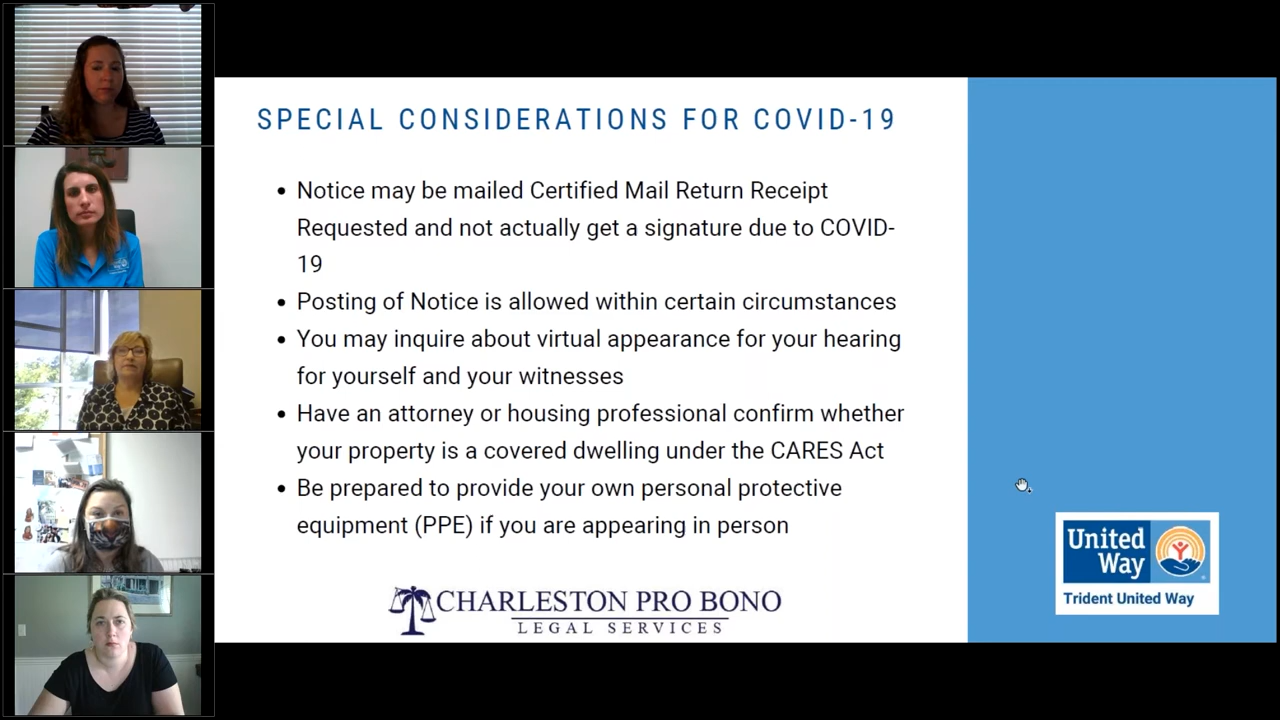 SPECIAL CONSIDERATIONS FOR COVID-19
• Notice may be mailed Certified Mail Return Receipt
Requested and not actually get a signature due to COVID-
19
• Posting of Notice is allowed within certain circumstances
• You may inquire about virtual appearance for your hearing
for yourself and your witnesses
• Have an attorney or housing professional confirm whether
your property is a covered dwelling under the CARES Act
• Be prepared to provide your own personal protective
equipment (PPE) if you are appearing in person
CHARLESTON PRO BONO
LEGAL SERVICES
United
Way
Trident United Way